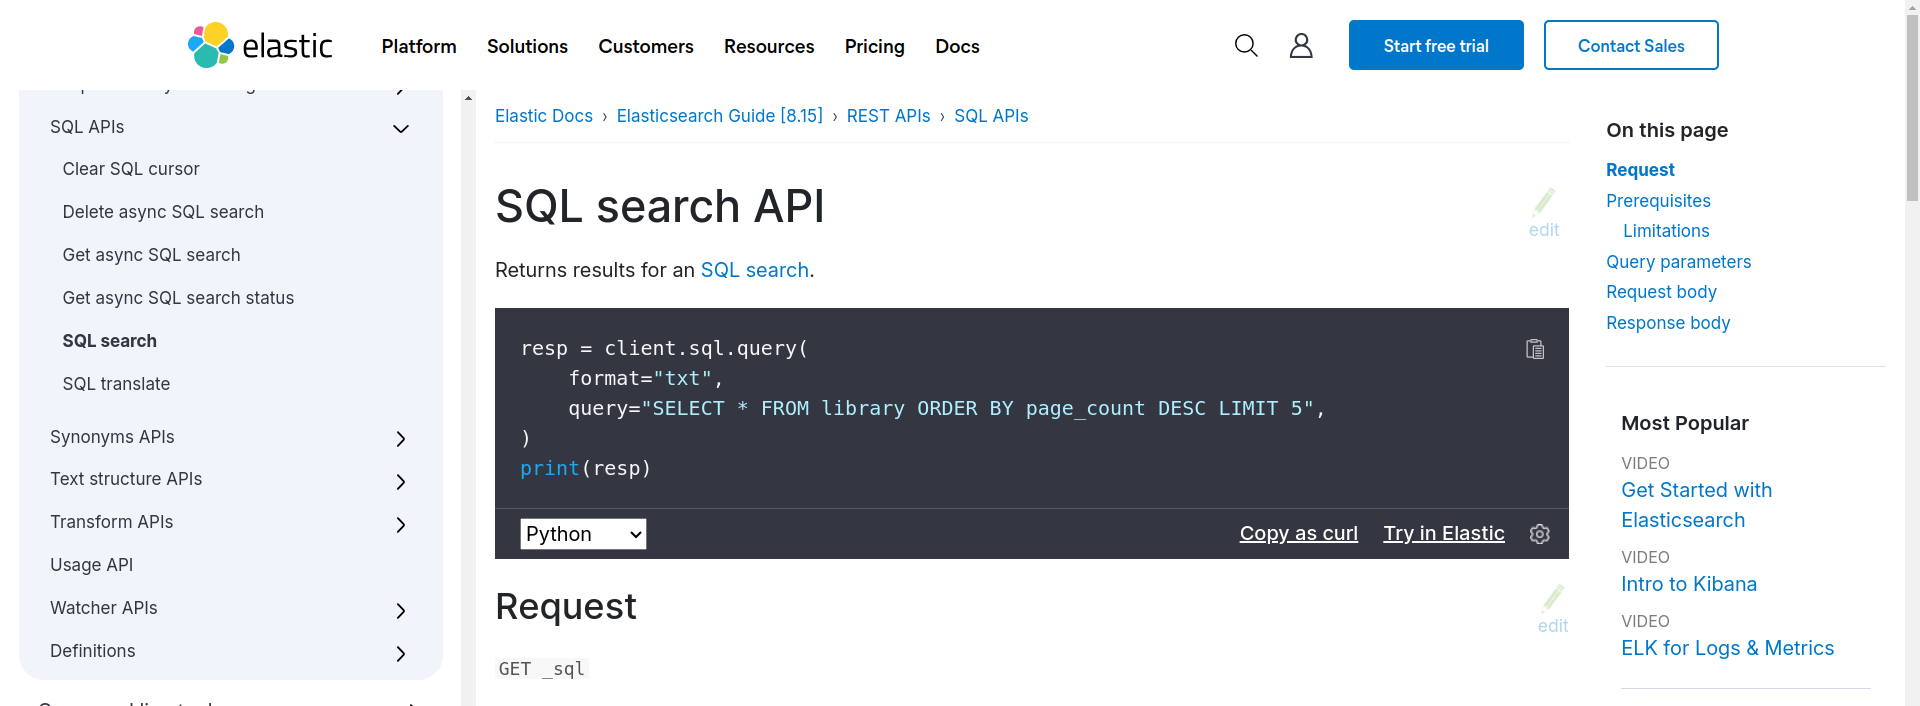 elastic
Platform
Solutions
Customers
Resources
Pricing
Docs
Start free trial
Contact Sales
SQL APIs
Clear SQL cursor
Delete async SQL search
Get async SQL search
Get async SQL search status
SQL search
SQL translate
Synonyms APIs
Text structure APIs
Transform APIs
Usage API
Watcher APIs
Definitions
Elastic Docs › Elasticsearch Guide [8.15] › REST APIs › SQL APIs
SQL search API
edit
Returns results for an SQL search.
resp = client.sql.query(
    format="txt",
    query="SELECT * FROM library ORDER BY page_count DESC LIMIT 5",
)
print(resp)
Python
Copy as curl
Try in Elastic
Request
edit
GET _sql
On this page
Request
Prerequisites
Limitations
Query parameters
Request body
Response body
Most Popular
VIDEO
Get Started with
Elasticsearch
VIDEO
Intro to Kibana
VIDEO
ELK for Logs & Metrics